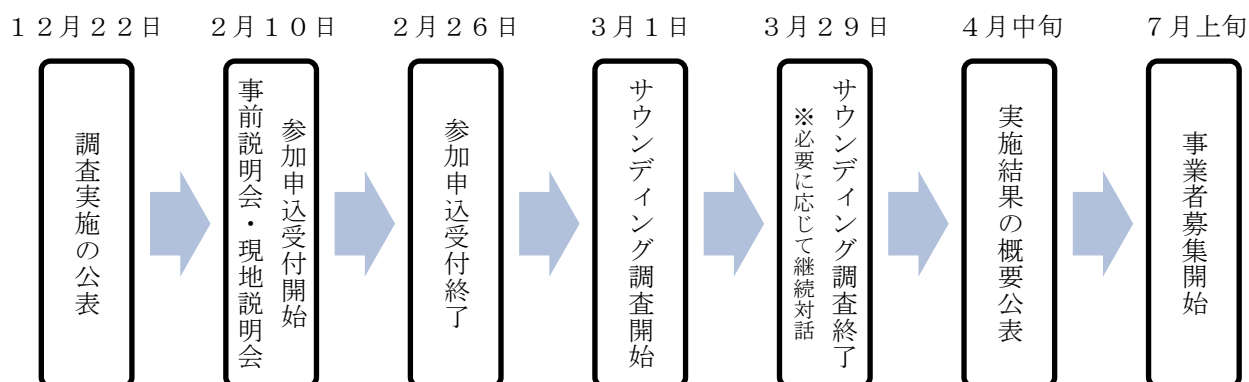 １２月２２日
２月１０日
２月２６日
３月１日
３月２９日
４月中旬
７月上旬
調査実施の公表
参加申込受付開始
事前説明会・現地説明会
参加申込受付終了
サウンディング調査開始
サウンディング調査終了
※必要に応じて継続対話
実施結果の概要公表
事業者募集開始